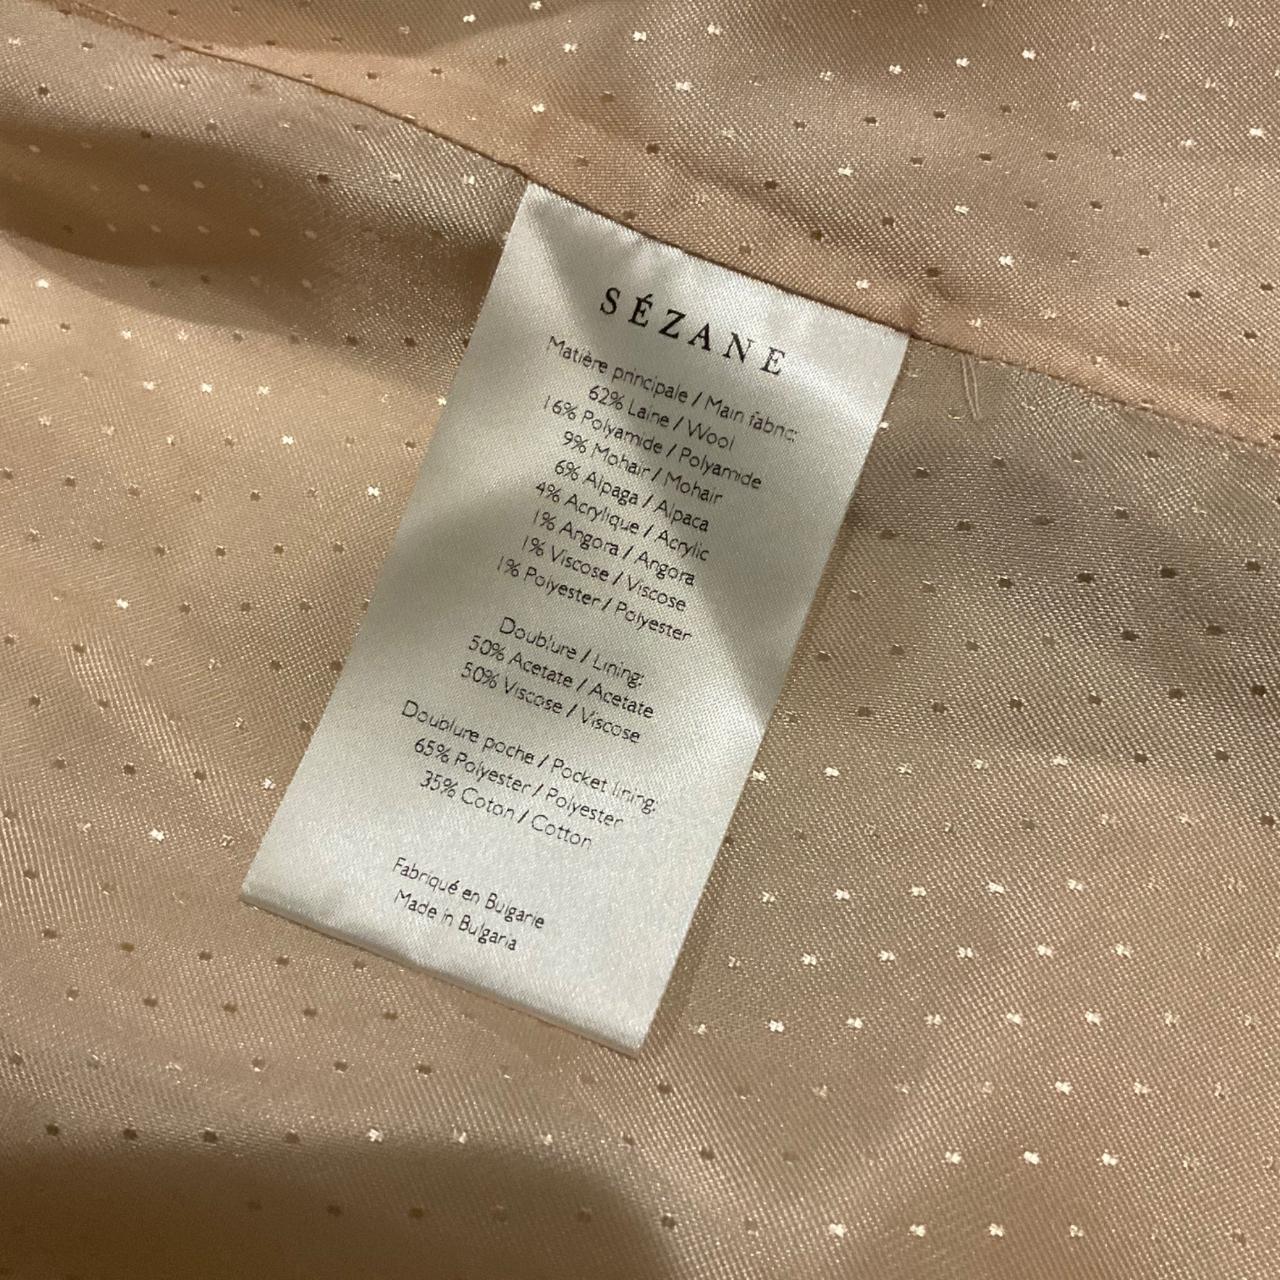 SÉZANE
Matière principale / Main fabric:
62% Laine / Wool
16% Polyamide / Polyamide
9% Mohair / Mohair
6% Alpaga / Alpaca
4% Acrylique / Acrylic
1% Angora / Angora
1% Viscose / Viscose
1% Polyester / Polyester
Doublure / Lining:
50% Acetate / Acetate
50% Viscose / Viscose
Doublure poche / Pocket lining:
65% Polyester / Polyester
35% Coton / Cotton
Fabriqué en Bulgarie
Made in Bulgaria